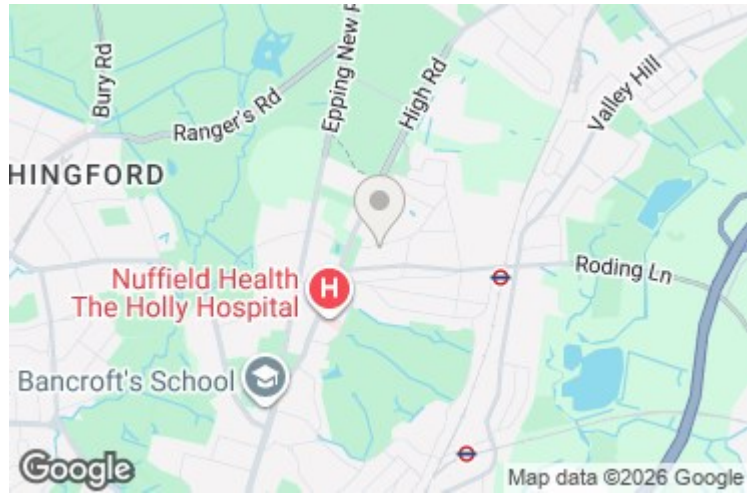 Bury Rd
Epping New R
High Rd
Valley Hill
Ranger's Rd
HINGFORD
Nuffield Health
The Holly Hospital
H
Roding Ln
Bancroft's School
Google
Map data ©2026 Google